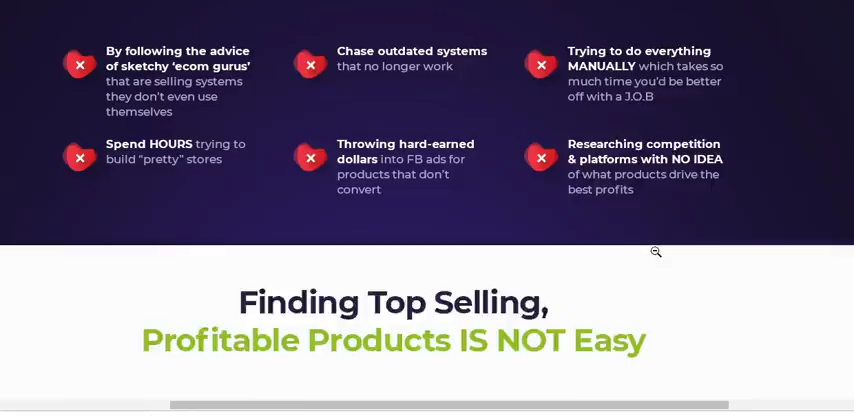 By following the advice
of sketchy ‘ecom gurus’
that are selling systems
they don’t even use
themselves
Chase outdated systems
that no longer work
Trying to do everything
MANUALLY which takes so
much time you’d be better
off with a J.O.B
Spend HOURS trying to
build “pretty” stores
Throwing hard-earned
dollars into FB ads for
products that don’t
convert
Researching competition
& platforms with NO IDEA
of what products drive the
best profits
Finding Top Selling,
Profitable Products IS NOT Easy